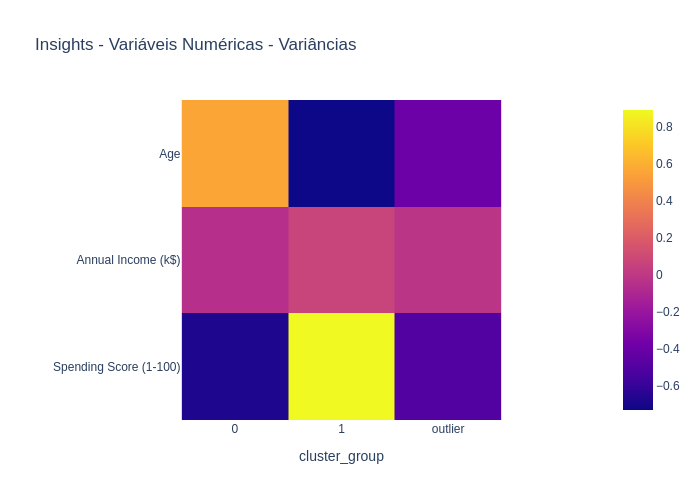 Insights - Variáveis Numéricas - Variâncias
Age
Annual Income (k$)
Spending Score (1-100)
0
1
outlier
cluster_group
0.8
0.6
0.4
0.2
0
−0.2
−0.4
−0.6